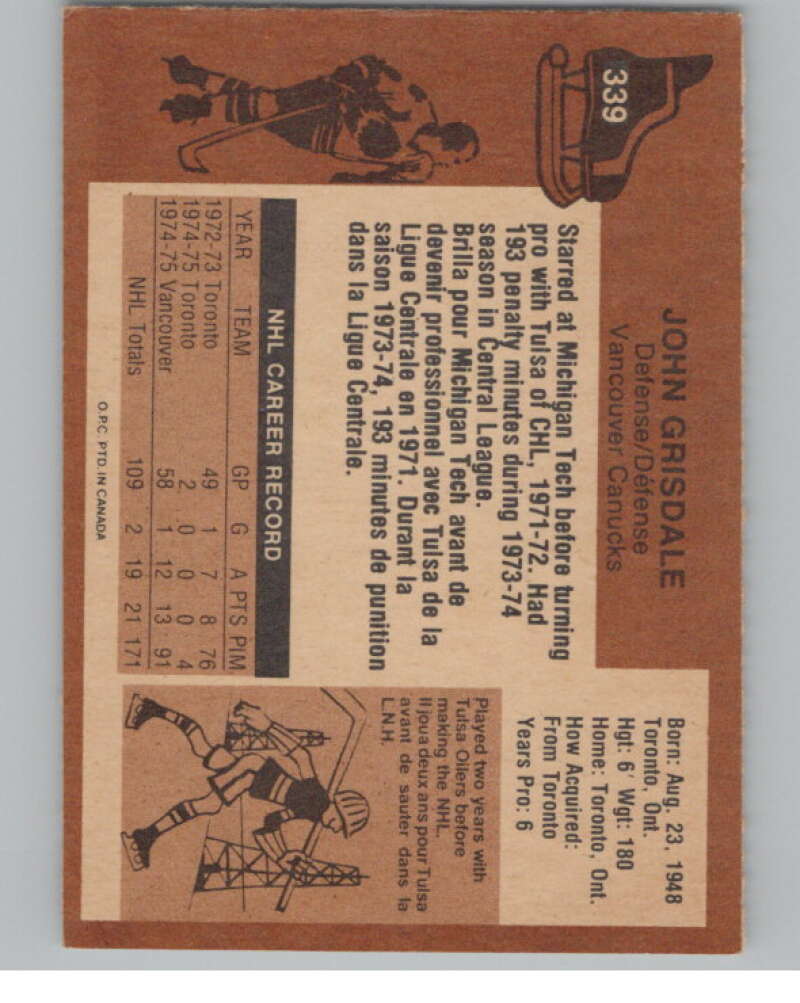 339
JOHN GRISDALE
Defense/Défense
Vancouver Canucks
Born: Aug. 23, 1948
Toronto, Ont.
Hgt: 6' Wgt: 180
Home: Toronto, Ont.
How Acquired:
From Toronto
Years Pro: 6
Starred at Michigan Tech before turning
pro with Tulsa of CHL, 1971-72. Had
193 penalty minutes during 1973-74
season in Central League.
Brilla pour Michigan Tech avant de
devenir professionnel avec Tulsa de la
Ligue Centrale en 1971. Durant la
saison 1973-74, 193 minutes de punition
dans la Ligue Centrale.
NHL CAREER RECORD
YEAR TEAM GP G A PTS PIM
1972-73 Toronto 49 1 7 8 76
1974-75 Toronto 2 0 0 0 4
1974-75 Vancouver 58 1 12 13 91
NHL Totals 109 2 19 21 171
Played two years with
Tulsa Oilers before
making the NHL.
Il joua deux ans pour Tulsa
avant de sauter dans la
L.N.H.
O.P.C. PTD. IN CANADA